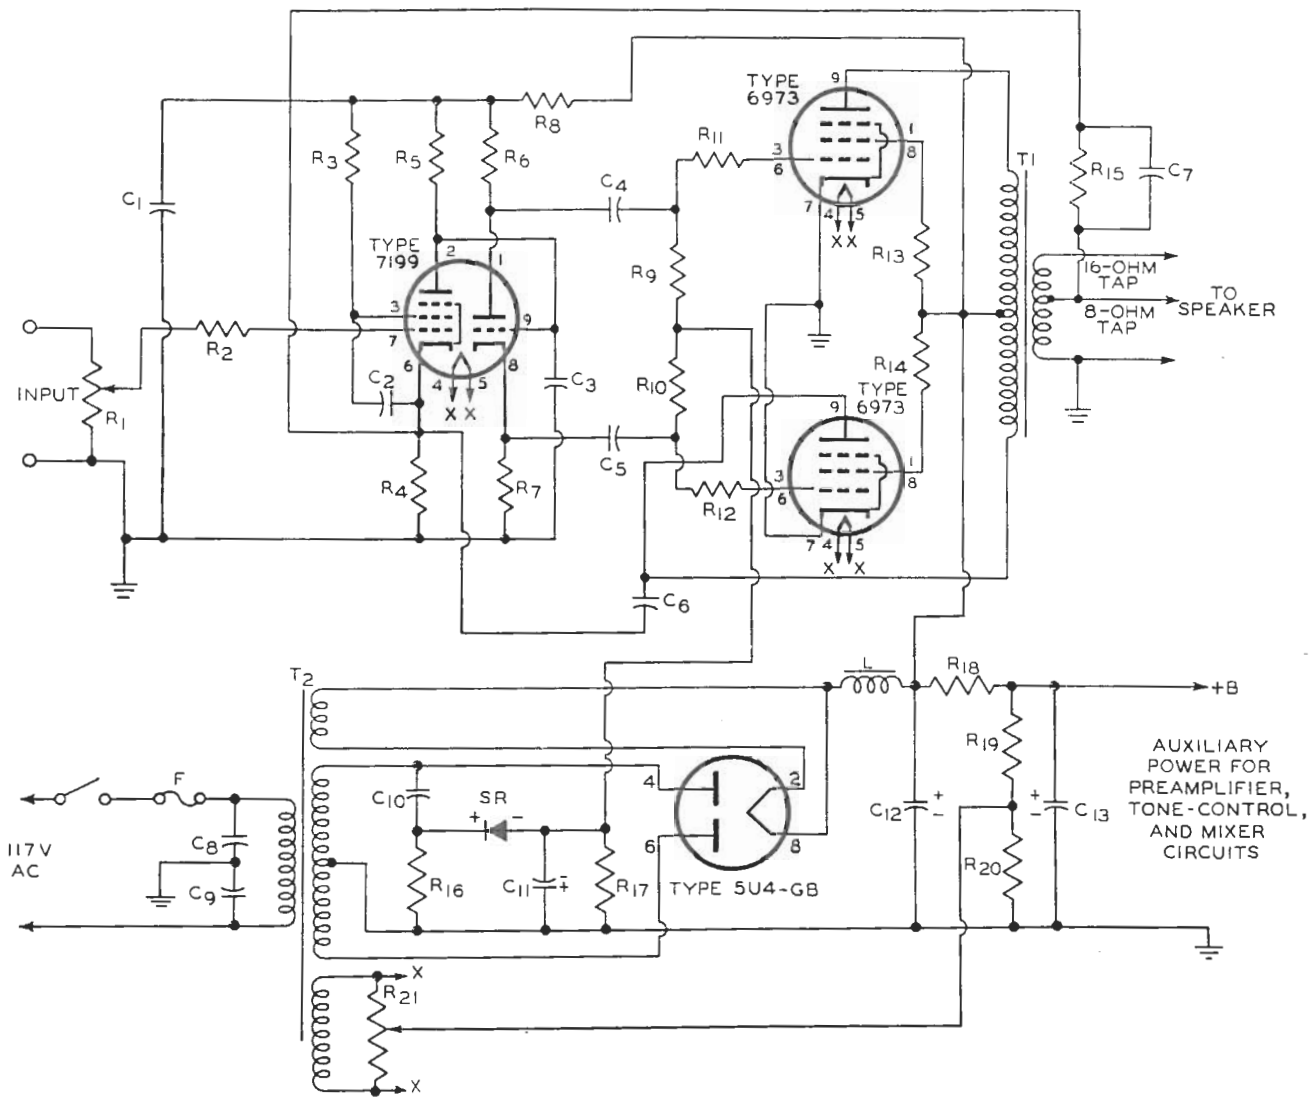 TYPE
6973
9
1
8
3
6
7
4
5
X X
R11
R8
R3
R5
R6
C1
C4
R13
T1
R15
C7
TYPE
7199
2
1
3
7
9
6
4
5
8
X X
R9
R2
INPUT
R1
C2
C3
R10
R14
16-OHM
TAP
8-OHM
TAP
TO
SPEAKER
TYPE
6973
9
1
8
3
6
7
4
5
X X
C5
R4
R7
R12
C6
T2
L
R18
+B
R19
F
C10
SR
+ -
4
2
6
8
C12
+
-
+
-
C13
AUXILIARY
POWER FOR
PREAMPLIFIER,
TONE-CONTROL,
AND MIXER
CIRCUITS
117 V
AC
C8
C9
R16
C11
-
+
R17
TYPE 5U4-GB
R20
X
R21
X